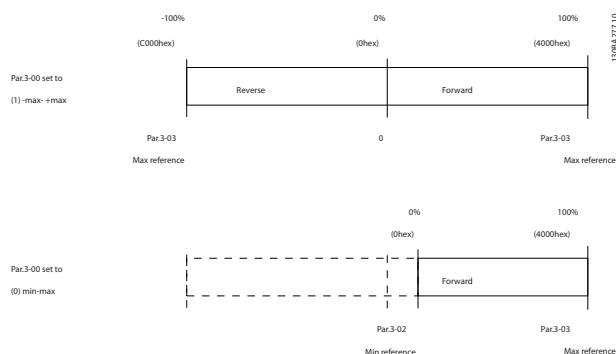 -100% 0% 100%
(C000hex) (0hex) (4000hex)
130BA277.10
Par.3-00 set to
(1) -max- +max
Reverse Forward
Par.3-03 0 Par.3-03
Max reference Max reference
0% 100%
(0hex) (4000hex)
Par.3-00 set to
(0) min-max
Forward
Par.3-02 Par.3-03
Min reference Max reference